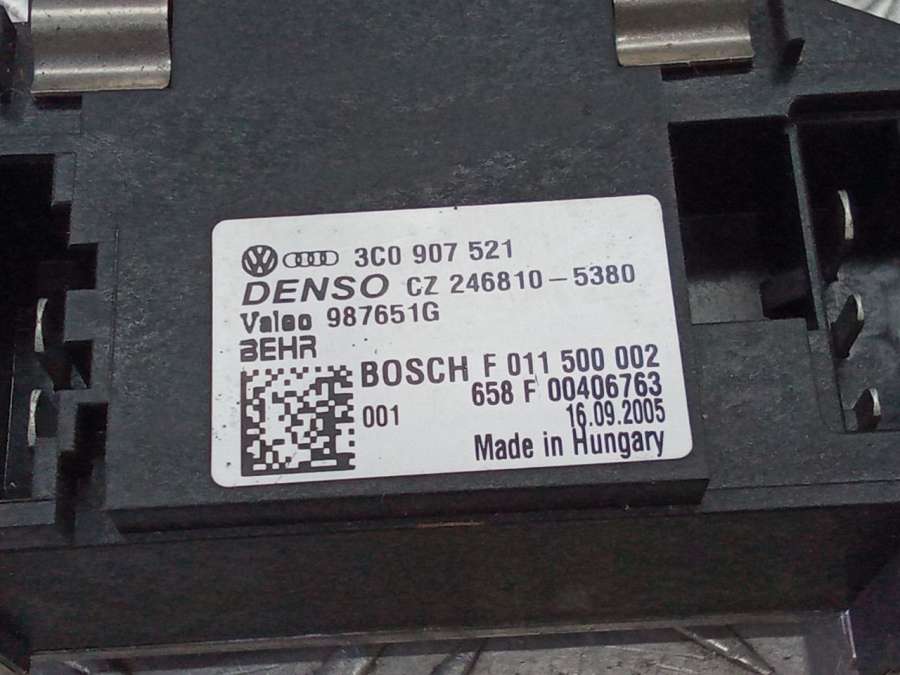 3C0 907 521
DENSO CZ 246810-5380
Valeo 987651G
BEHR
BOSCH F 011 500 002
658 F 00406763
001 16.09.2005
Made in Hungary